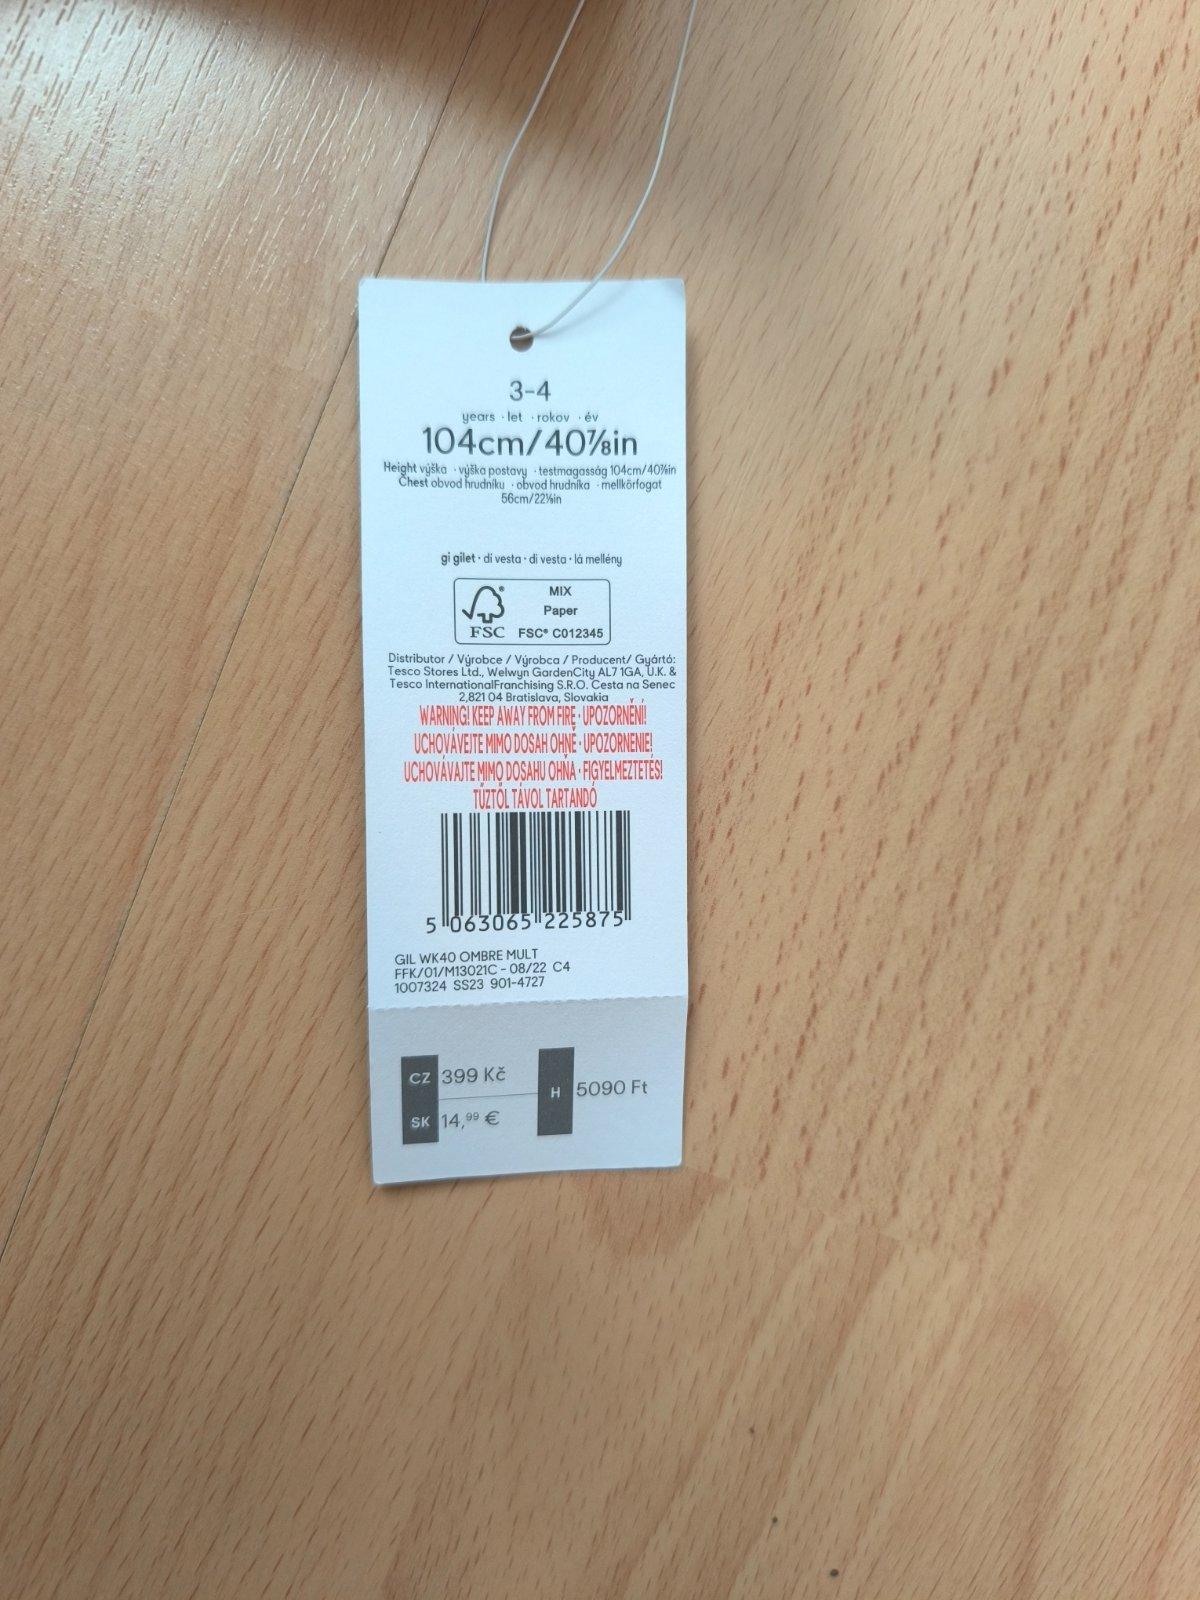 3-4
years · let · rokov · év
104cm/40⅞in
Height výška · výška postavy · testmagasság 104cm/40⅞in
Chest obvod hrudníku · obvod hrudníka · mellkörfogat
56cm/22⅛in
gi gilet · di vesta · di vesta · lá mellény
MIX
Paper
FSC FSC® C012345
Distributor / Výrobce / Výrobca / Producent/ Gyártó:
Tesco Stores Ltd., Welwyn GardenCity AL7 1GA, U.K. &
Tesco InternationalFranchising S.R.O. Cesta na Senec
2,821 04 Bratislava, Slovakia
WARNING! KEEP AWAY FROM FIRE · UPOZORNĚNÍ!
UCHOVÁVEJTE MIMO DOSAH OHNĚ · UPOZORNENIE!
UCHOVÁVAJTE MIMO DOSAHU OHŇA · FIGYELMEZTETÉS!
TŰZTŐL TÁVOL TARTANDÓ
5 063065 225875
GIL WK40 OMBRE MULT
FFK/01/M13021C - 08/22 C4
1007324 SS23 901-4727
CZ 399 Kč
H 5090 Ft
SK 14,99 €